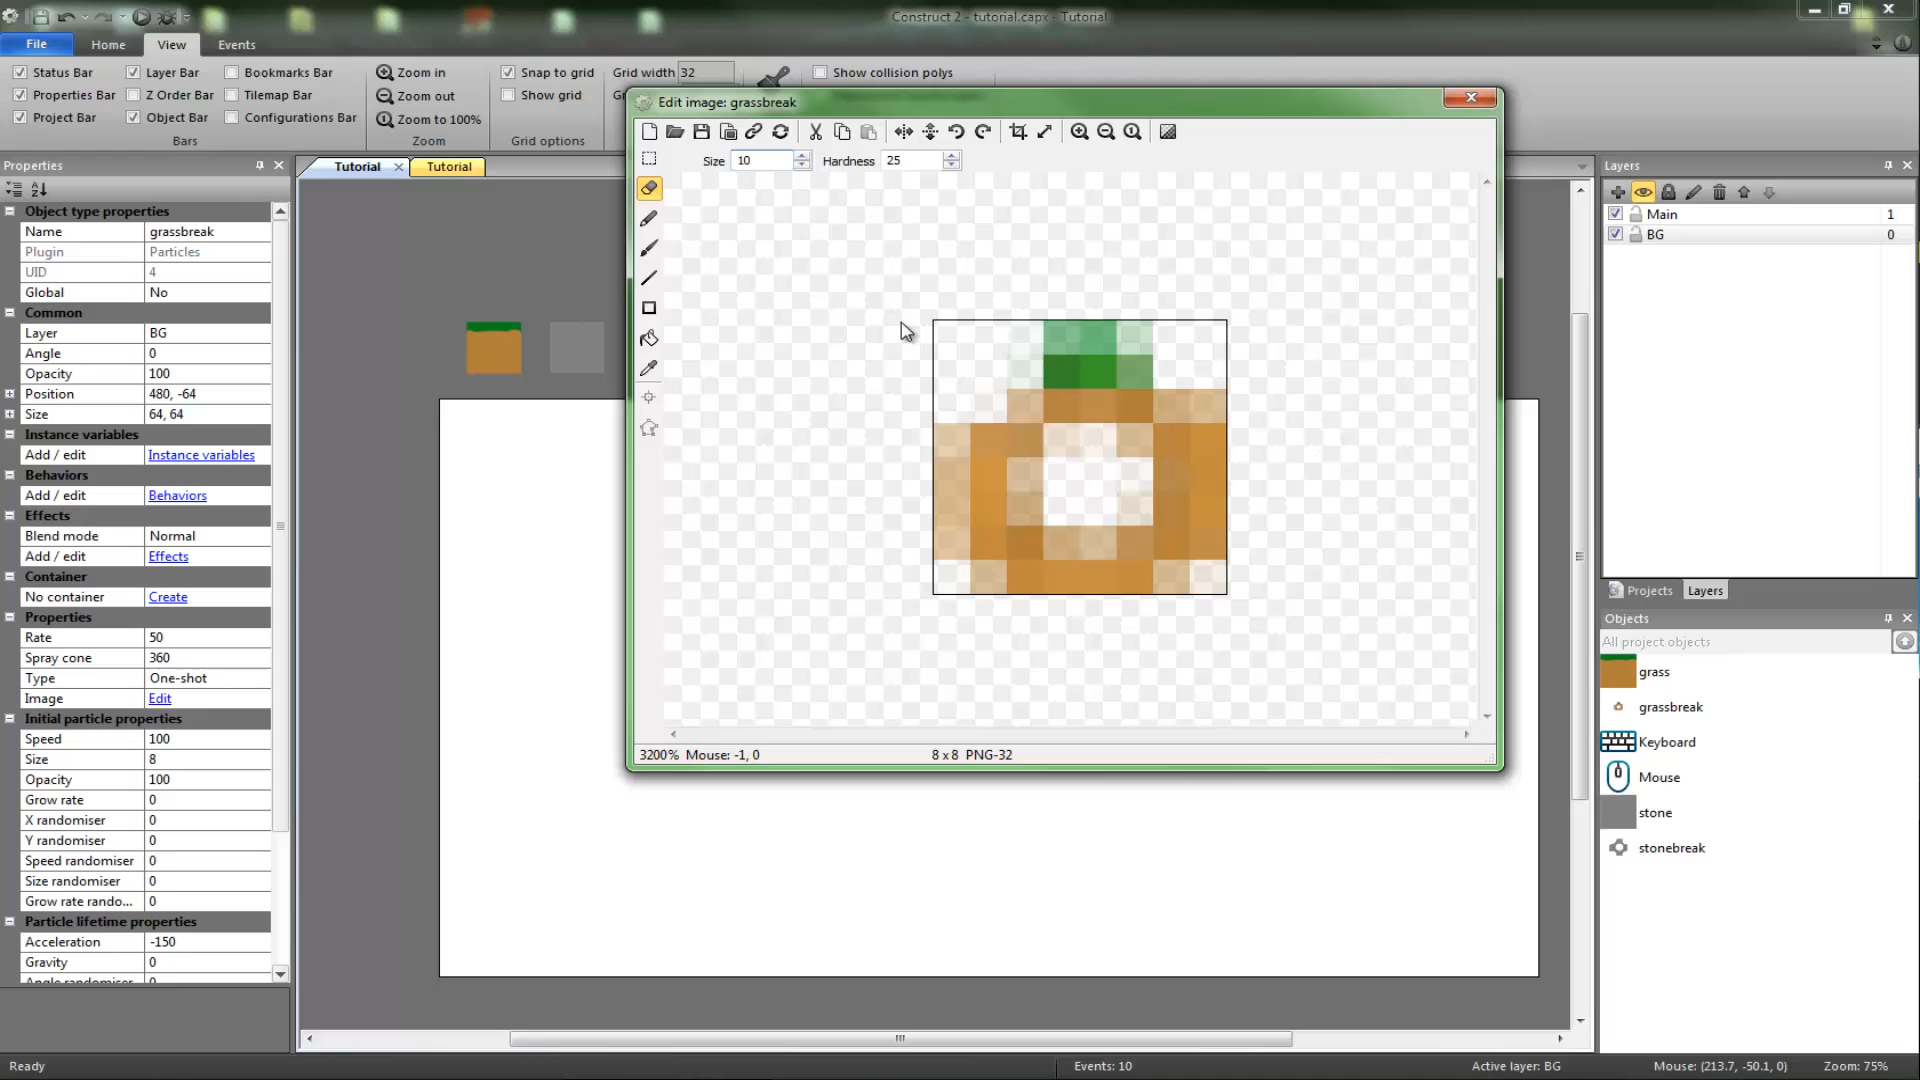 Construct 2 - tutorial.capx - Tutorial
File Home View Events
Status Bar Layer Bar Bookmarks Bar Zoom in Snap to grid Grid width 32 Show collision polys
Properties Bar Z Order Bar Tilemap Bar Zoom out Show grid
Project Bar Object Bar Configurations Bar Zoom to 100%
Bars Zoom Grid options
Edit image: grassbreak
Size 10 Hardness 25
3200% Mouse: -1, 0 8 x 8 PNG-32
Properties
Object type properties
Name grassbreak
Plugin Particles
UID 4
Global No
Common
Layer BG
Angle 0
Opacity 100
Position 480, -64
Size 64, 64
Instance variables
Add / edit Instance variables
Behaviors
Add / edit Behaviors
Effects
Blend mode Normal
Add / edit Effects
Container
No container Create
Properties
Rate 50
Spray cone 360
Type One-shot
Image Edit
Initial particle properties
Speed 100
Size 8
Opacity 100
Grow rate 0
X randomiser 0
Y randomiser 0
Speed randomiser 0
Size randomiser 0
Grow rate rando... 0
Particle lifetime properties
Acceleration -150
Gravity 0
Tutorial Tutorial
Layers
Main 1
BG 0
Projects Layers
Objects
All project objects
grass
grassbreak
Keyboard
Mouse
stone
stonebreak
Ready Events: 10 Active layer: BG Mouse: (213.7, -50.1, 0) Zoom: 75%